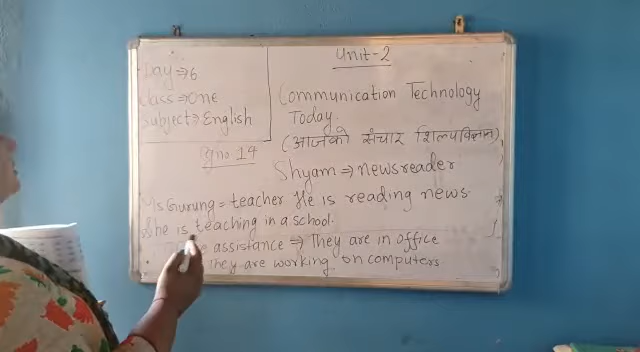 Day ⇒ 6
Class ⇒ One
Subject ⇒ English
Unit-2
Communication Technology
Today.
(आजको संचार शिल्पविज्ञान)
Pg no. 14
Shyam ⇒ newsreader
He is reading news.
Ms Gurung = teacher
She is teaching in a school.
assistance ⇒ They are in office
They are working on computers